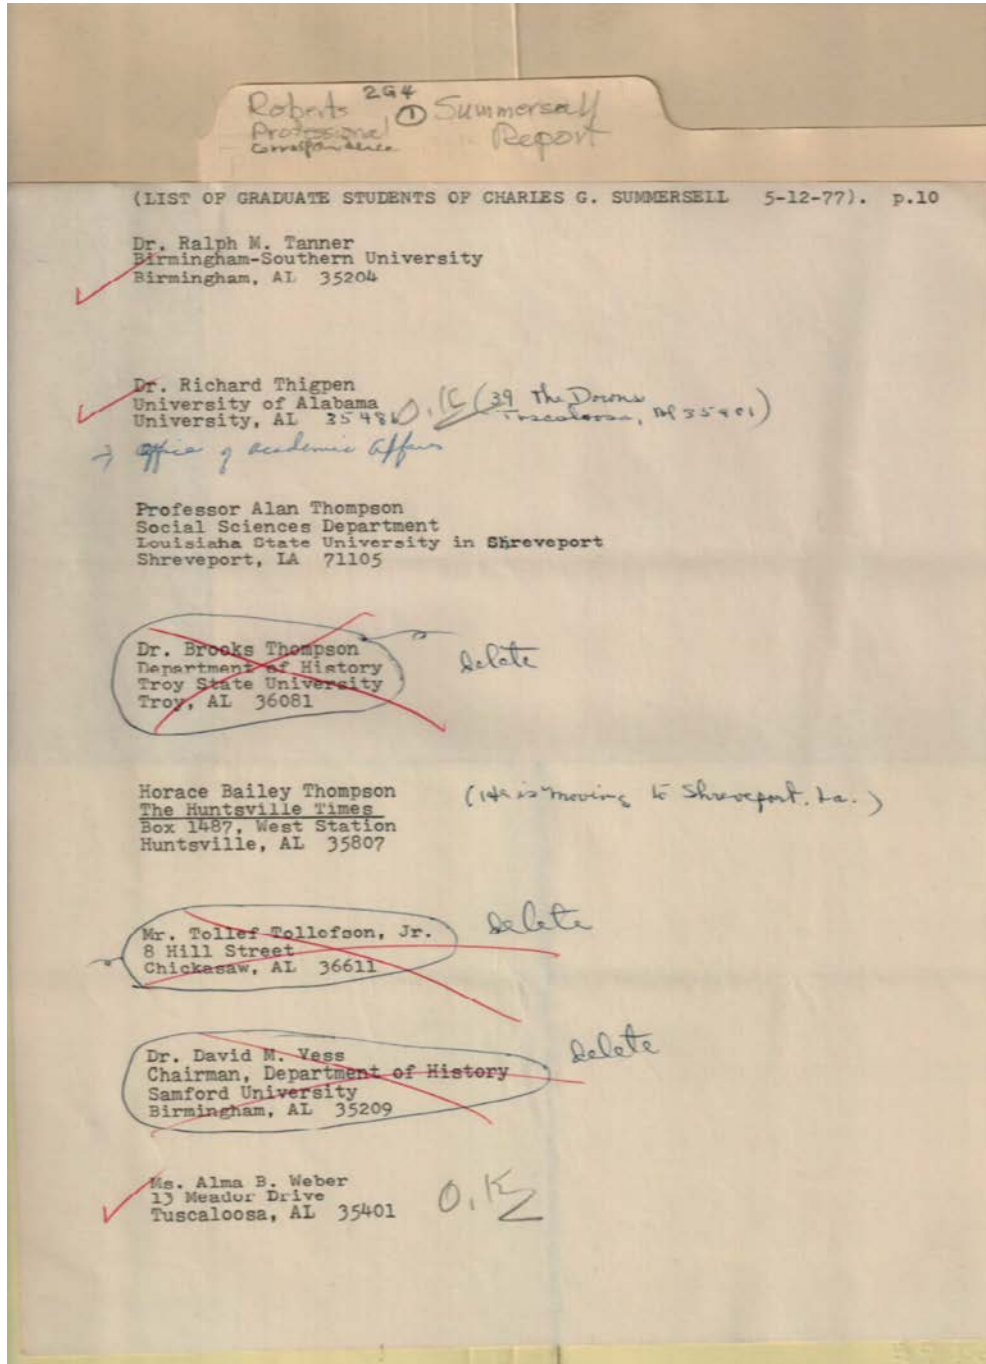 2G4
Roberts ① Summersell
Professional Report
Correspondence
(LIST OF GRADUATE STUDENTS OF CHARLES G. SUMMERSELL 5-12-77). p.10
Dr. Ralph M. Tanner
Birmingham-Southern University
Birmingham, AL 35204
Dr. Richard Thigpen
University of Alabama
University, AL 35486 O.K (39 The Downs
Tuscaloosa, Al 35401)
→ Office of academic Affairs
Professor Alan Thompson
Social Sciences Department
Louisiaha State University in Shreveport
Shreveport, LA 71105
Dr. Brooks Thompson
Department of History
Troy State University
Troy, AL 36081
Delete
Horace Bailey Thompson
The Huntsville Times
Box 1487, West Station
Huntsville, AL 35807
(He is moving to Shreveport, La.)
Mr. Tollef Tollefson, Jr.
8 Hill Street
Chickasaw, AL 36611
Delete
Dr. David M. Vess
Chairman, Department of History
Samford University
Birmingham, AL 35209
Delete
Ms. Alma B. Weber
13 Meador Drive
Tuscaloosa, AL 35401
O.K